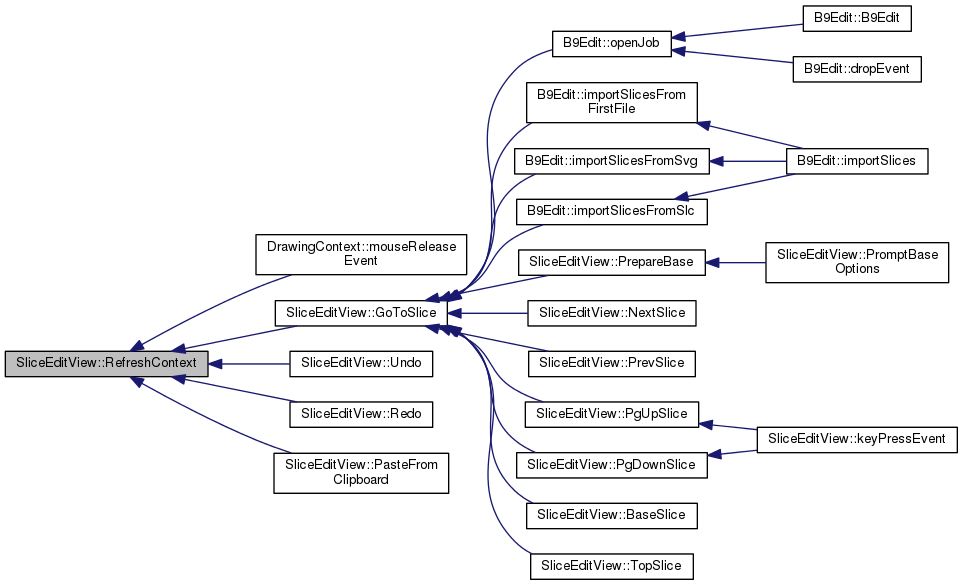 B9Edit::B9Edit
B9Edit::openJob
B9Edit::dropEvent
B9Edit::importSlicesFrom
FirstFile
B9Edit::importSlicesFromSvg
B9Edit::importSlices
B9Edit::importSlicesFromSlc
DrawingContext::mouseRelease
Event
SliceEditView::PrepareBase
SliceEditView::PromptBase
Options
SliceEditView::GoToSlice
SliceEditView::NextSlice
SliceEditView::RefreshContext
SliceEditView::Undo
SliceEditView::PrevSlice
SliceEditView::Redo
SliceEditView::PgUpSlice
SliceEditView::keyPressEvent
SliceEditView::PasteFrom
Clipboard
SliceEditView::PgDownSlice
SliceEditView::BaseSlice
SliceEditView::TopSlice